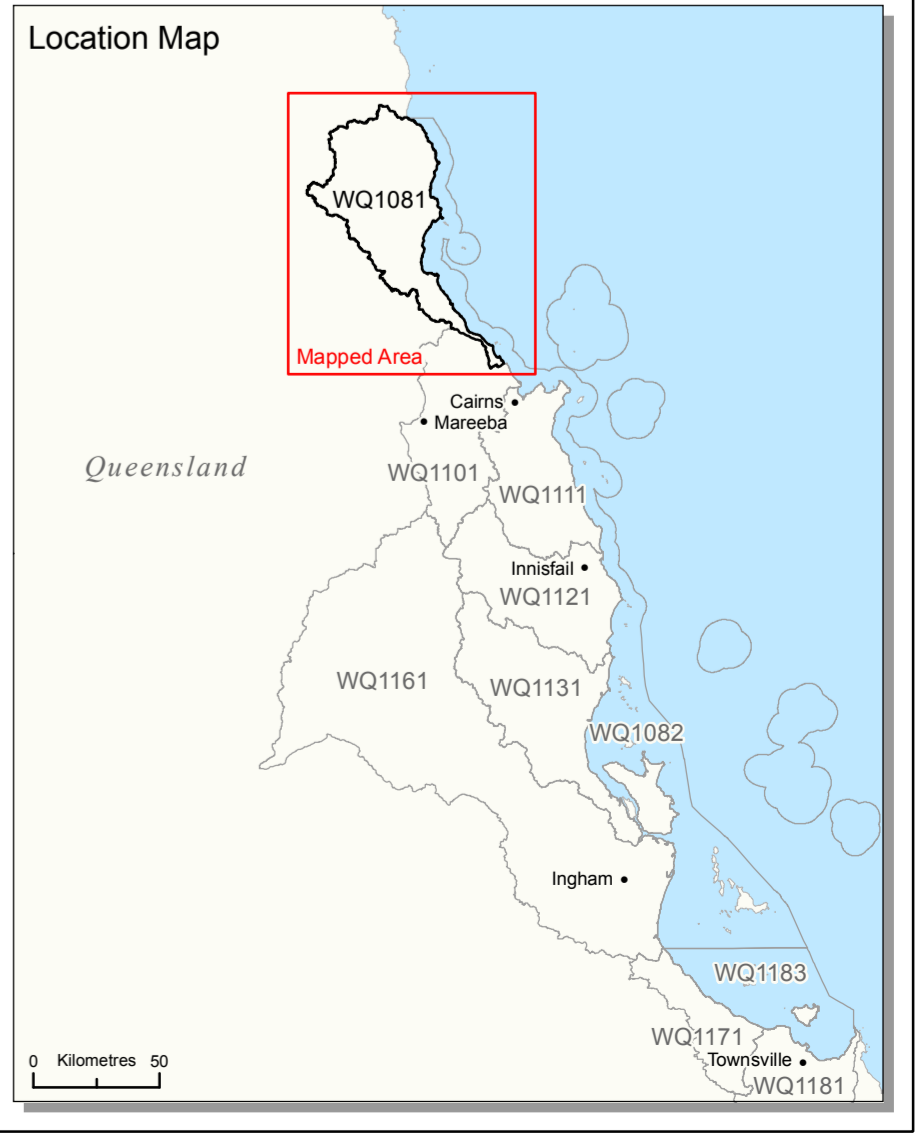 Location Map
WQ1081
Mapped Area
Cairns
Mareeba
Queensland
WQ1101
WQ1111
Innisfail
WQ1121
WQ1161
WQ1131
WQ1082
Ingham
WQ1183
WQ1171
Townsville
WQ1181
0 Kilometres 50